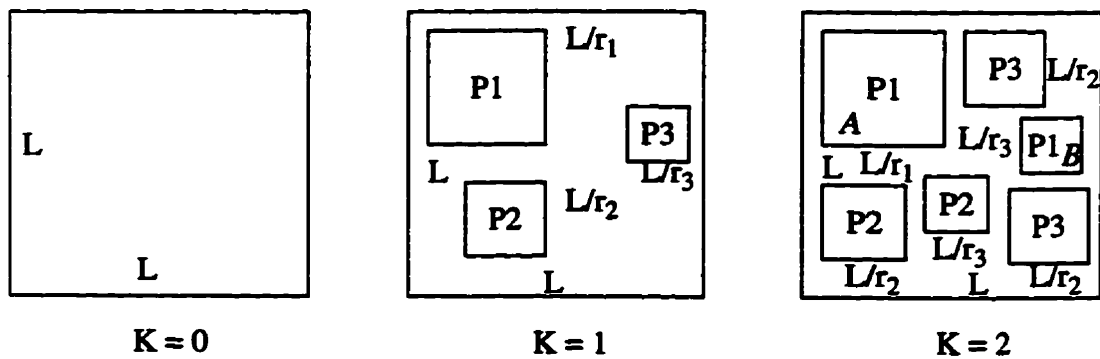 L
L
K = 0
L/r₁
P1
P3
L/r₃
L
L/r₂
P2
L
K = 1
P1
A
P3
L/r₂
L/r₃
P1
B
L
L/r₁
P2
P2
P3
L/r₃
L/r₂
L
L/r₂
K = 2